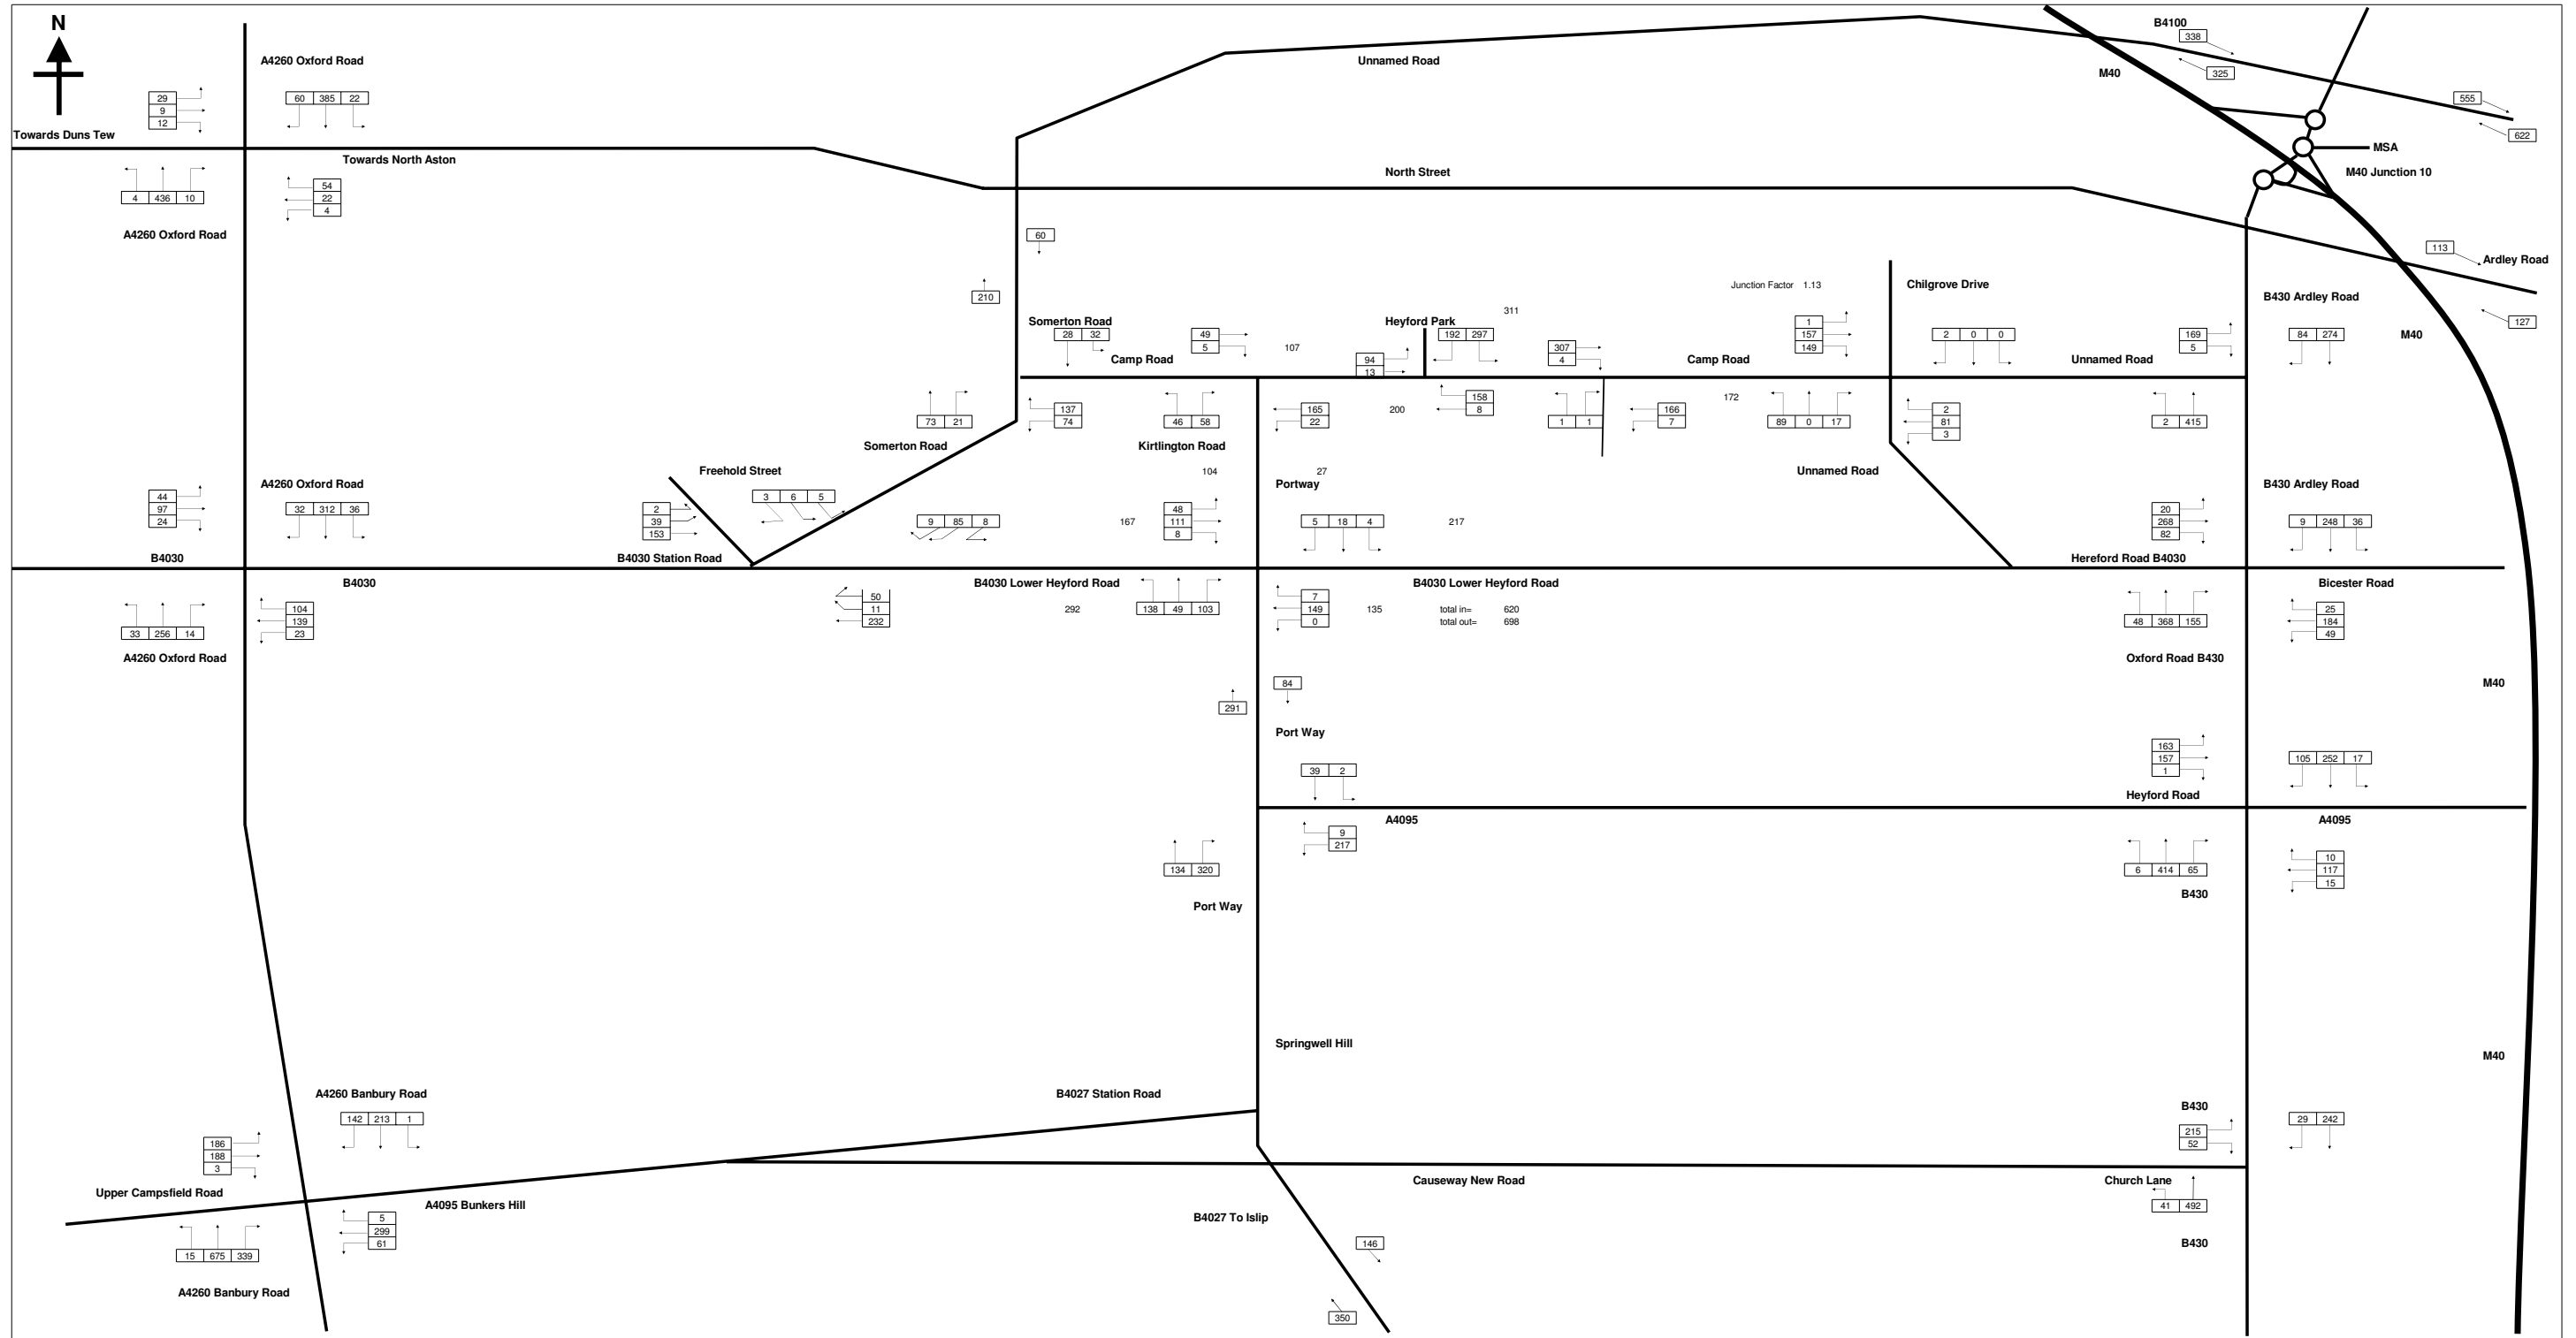 N
B4100
338
A4260 Oxford Road
Unnamed Road
M40
325
29
9
12
60 385 22
555
622
Towards Duns Tew
Towards North Aston
MSA
North Street
M40 Junction 10
4 436 10
54
22
4
A4260 Oxford Road
60
113
Ardley Road
210
Junction Factor 1.13
Chilgrove Drive
B430 Ardley Road
311
Somerton Road
Heyford Park
127
28 32
49
5
107
94
13
192 297
307
4
1
157
149
2 0 0
169
5
84 274
M40
Camp Road
Camp Road
Unnamed Road
73 21
137
74
46 58
165
22
200
158
8
1 1
166
7
172
89 0 17
2
81
3
2 415
Somerton Road
Kirtlington Road
Freehold Street
104
27
Unnamed Road
A4260 Oxford Road
Portway
B430 Ardley Road
44
97
24
32 312 36
2
39
153
3 6 5
9 85 8
167
48
111
8
5 18 4
217
20
268
82
9 248 36
B4030
B4030 Station Road
Hereford Road B4030
B4030
B4030 Lower Heyford Road
B4030 Lower Heyford Road
Bicester Road
33 256 14
104
139
23
50
11
232
292
138 49 103
7
149
0
135
total in= 620
total out= 698
48 368 155
25
184
49
A4260 Oxford Road
Oxford Road B430
84
M40
291
Port Way
39 2
163
157
1
105 252 17
Heyford Road
A4095
A4095
9
217
134 320
6 414 65
10
117
15
B430
Port Way
Springwell Hill
M40
A4260 Banbury Road
B4027 Station Road
B430
142 213 1
29 242
186
188
3
215
52
Upper Campsfield Road
A4095 Bunkers Hill
Causeway New Road
Church Lane
41 492
B4027 To Islip
5
299
61
15 675 339
146
B430
A4260 Banbury Road
350